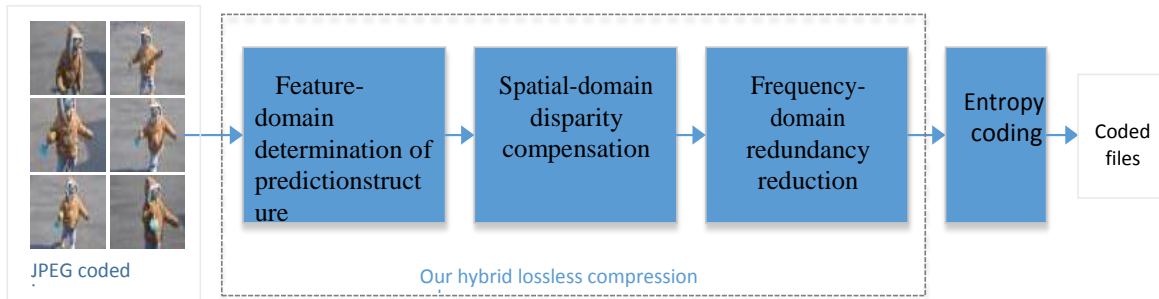 Feature-
domain
determination of
predictionstruct
ure
Spatial-domain
disparity
compensation
Frequency-
domain
redundancy
reduction
Entropy
coding
Coded
files
JPEG coded
Our hybrid lossless compression